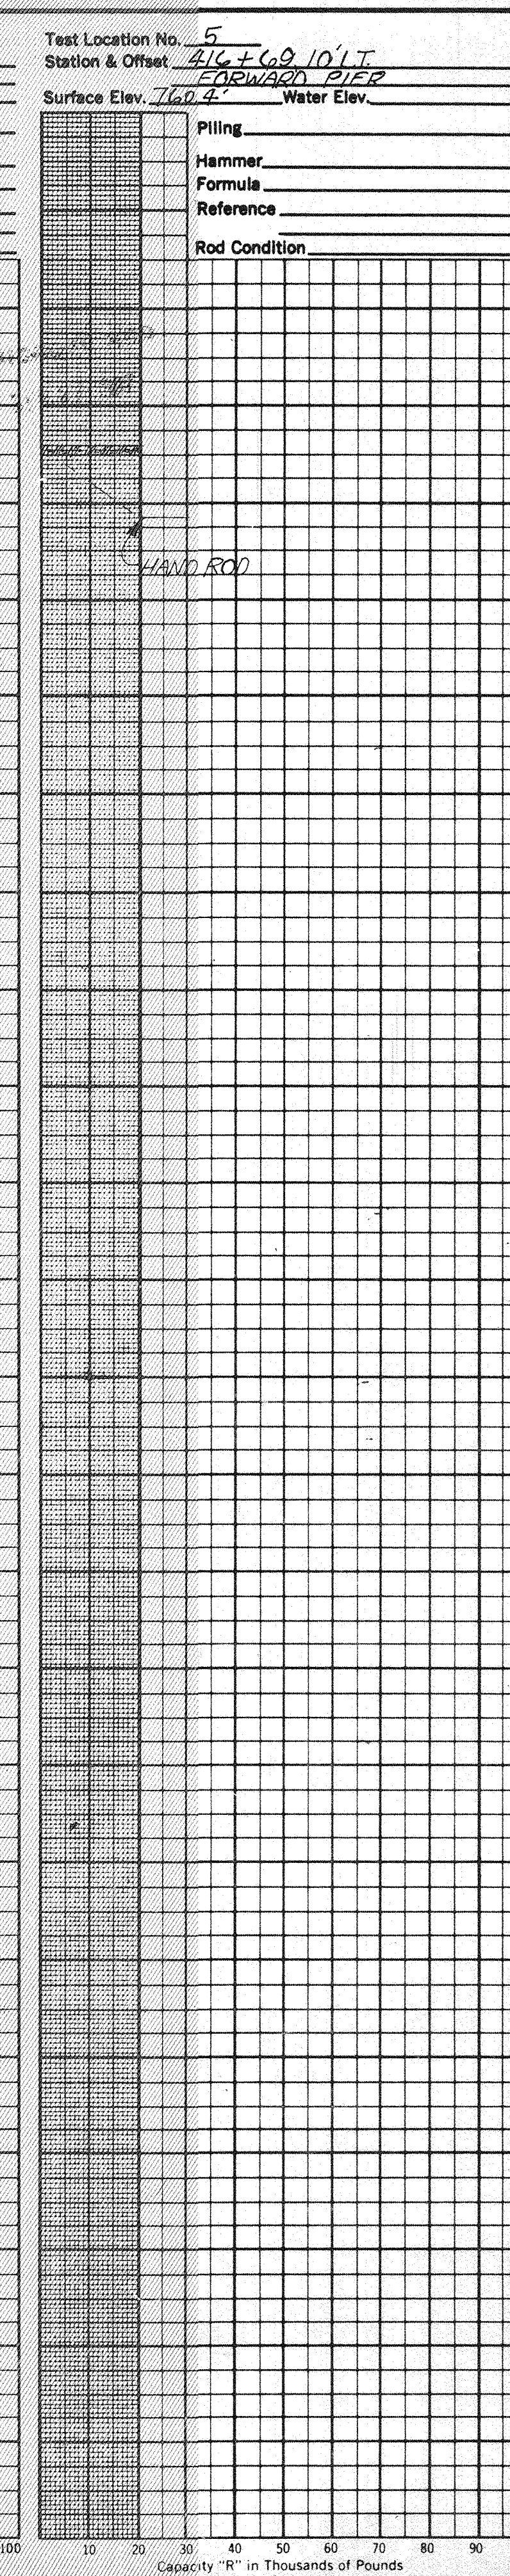 Test Location No. 5
Station & Offset 416 + 69, 10' LT.
FORWARD PIER
Surface Elev. 760.4' Water Elev.
Piling
Hammer
Formula
Reference
Rod Condition
HAND ROD
100 10 20 30 40 50 60 70 80 90
Capacity "R" in Thousands of Pounds